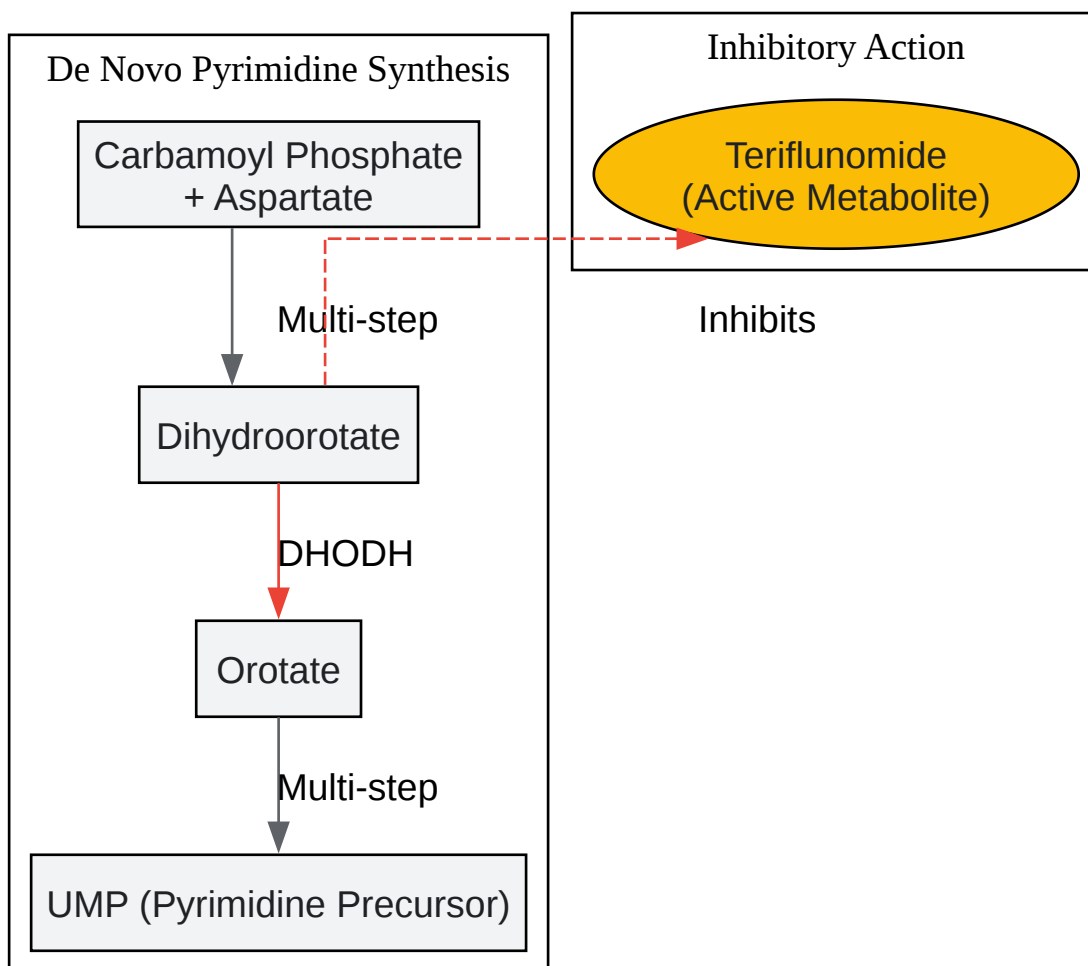 De Novo Pyrimidine Synthesis
Carbamoyl Phosphate
+ Aspartate
Multi-step
Dihydroorotate
DHODH
Orotate
Multi-step
UMP (Pyrimidine Precursor)
Inhibitory Action
Teriflunomide
(Active Metabolite)
Inhibits